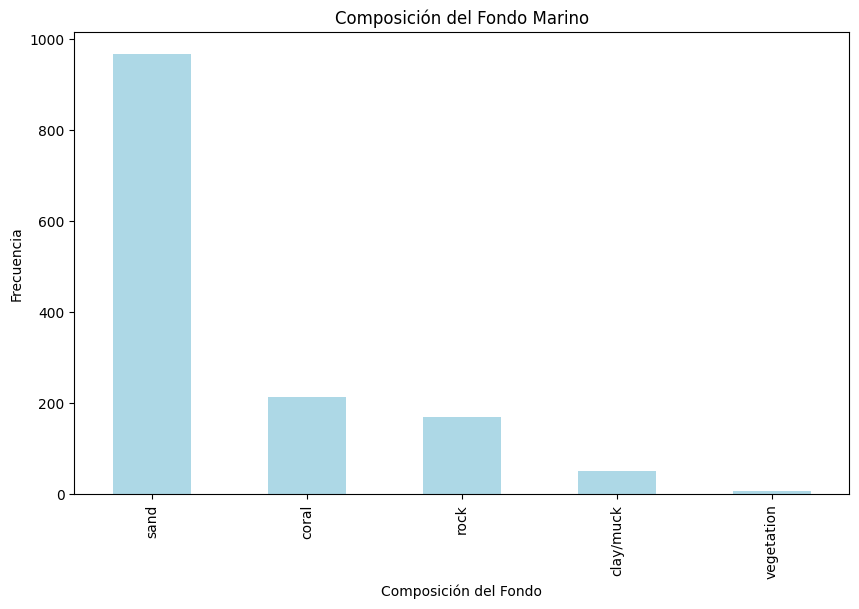 Composición del Fondo Marino
1000
800
600
400
200
0
Frecuencia
sand
coral
rock
clay/muck
vegetation
Composición del Fondo